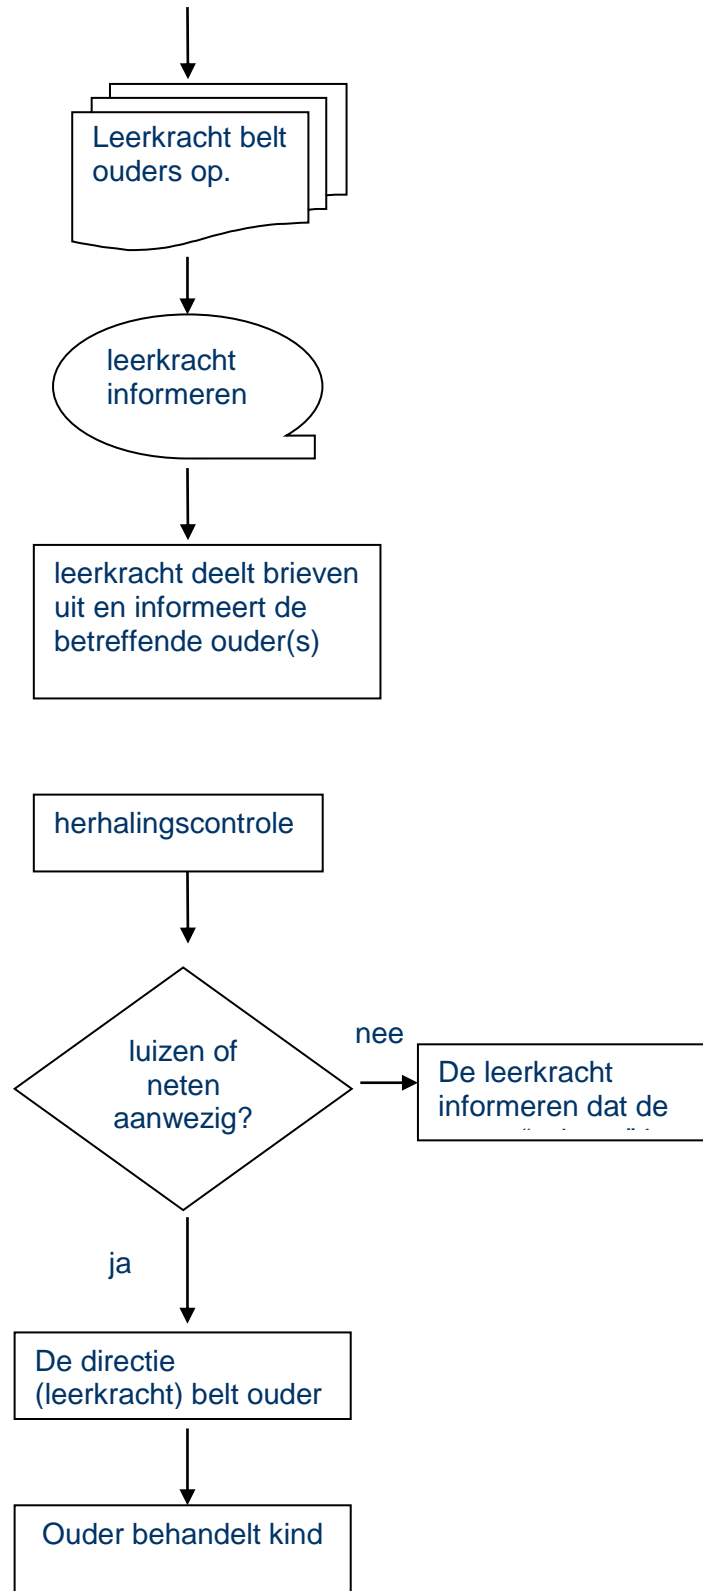 Leerkracht belt
ouders op.
leerkracht
informeren
leerkracht deelt brieven
uit en informeert de
betreffende ouder(s)
herhalingscontrole
luizen of
neten
aanwezig?
nee
De leerkracht
informeren dat de
ja
De directie
(leerkracht) belt ouder
Ouder behandelt kind